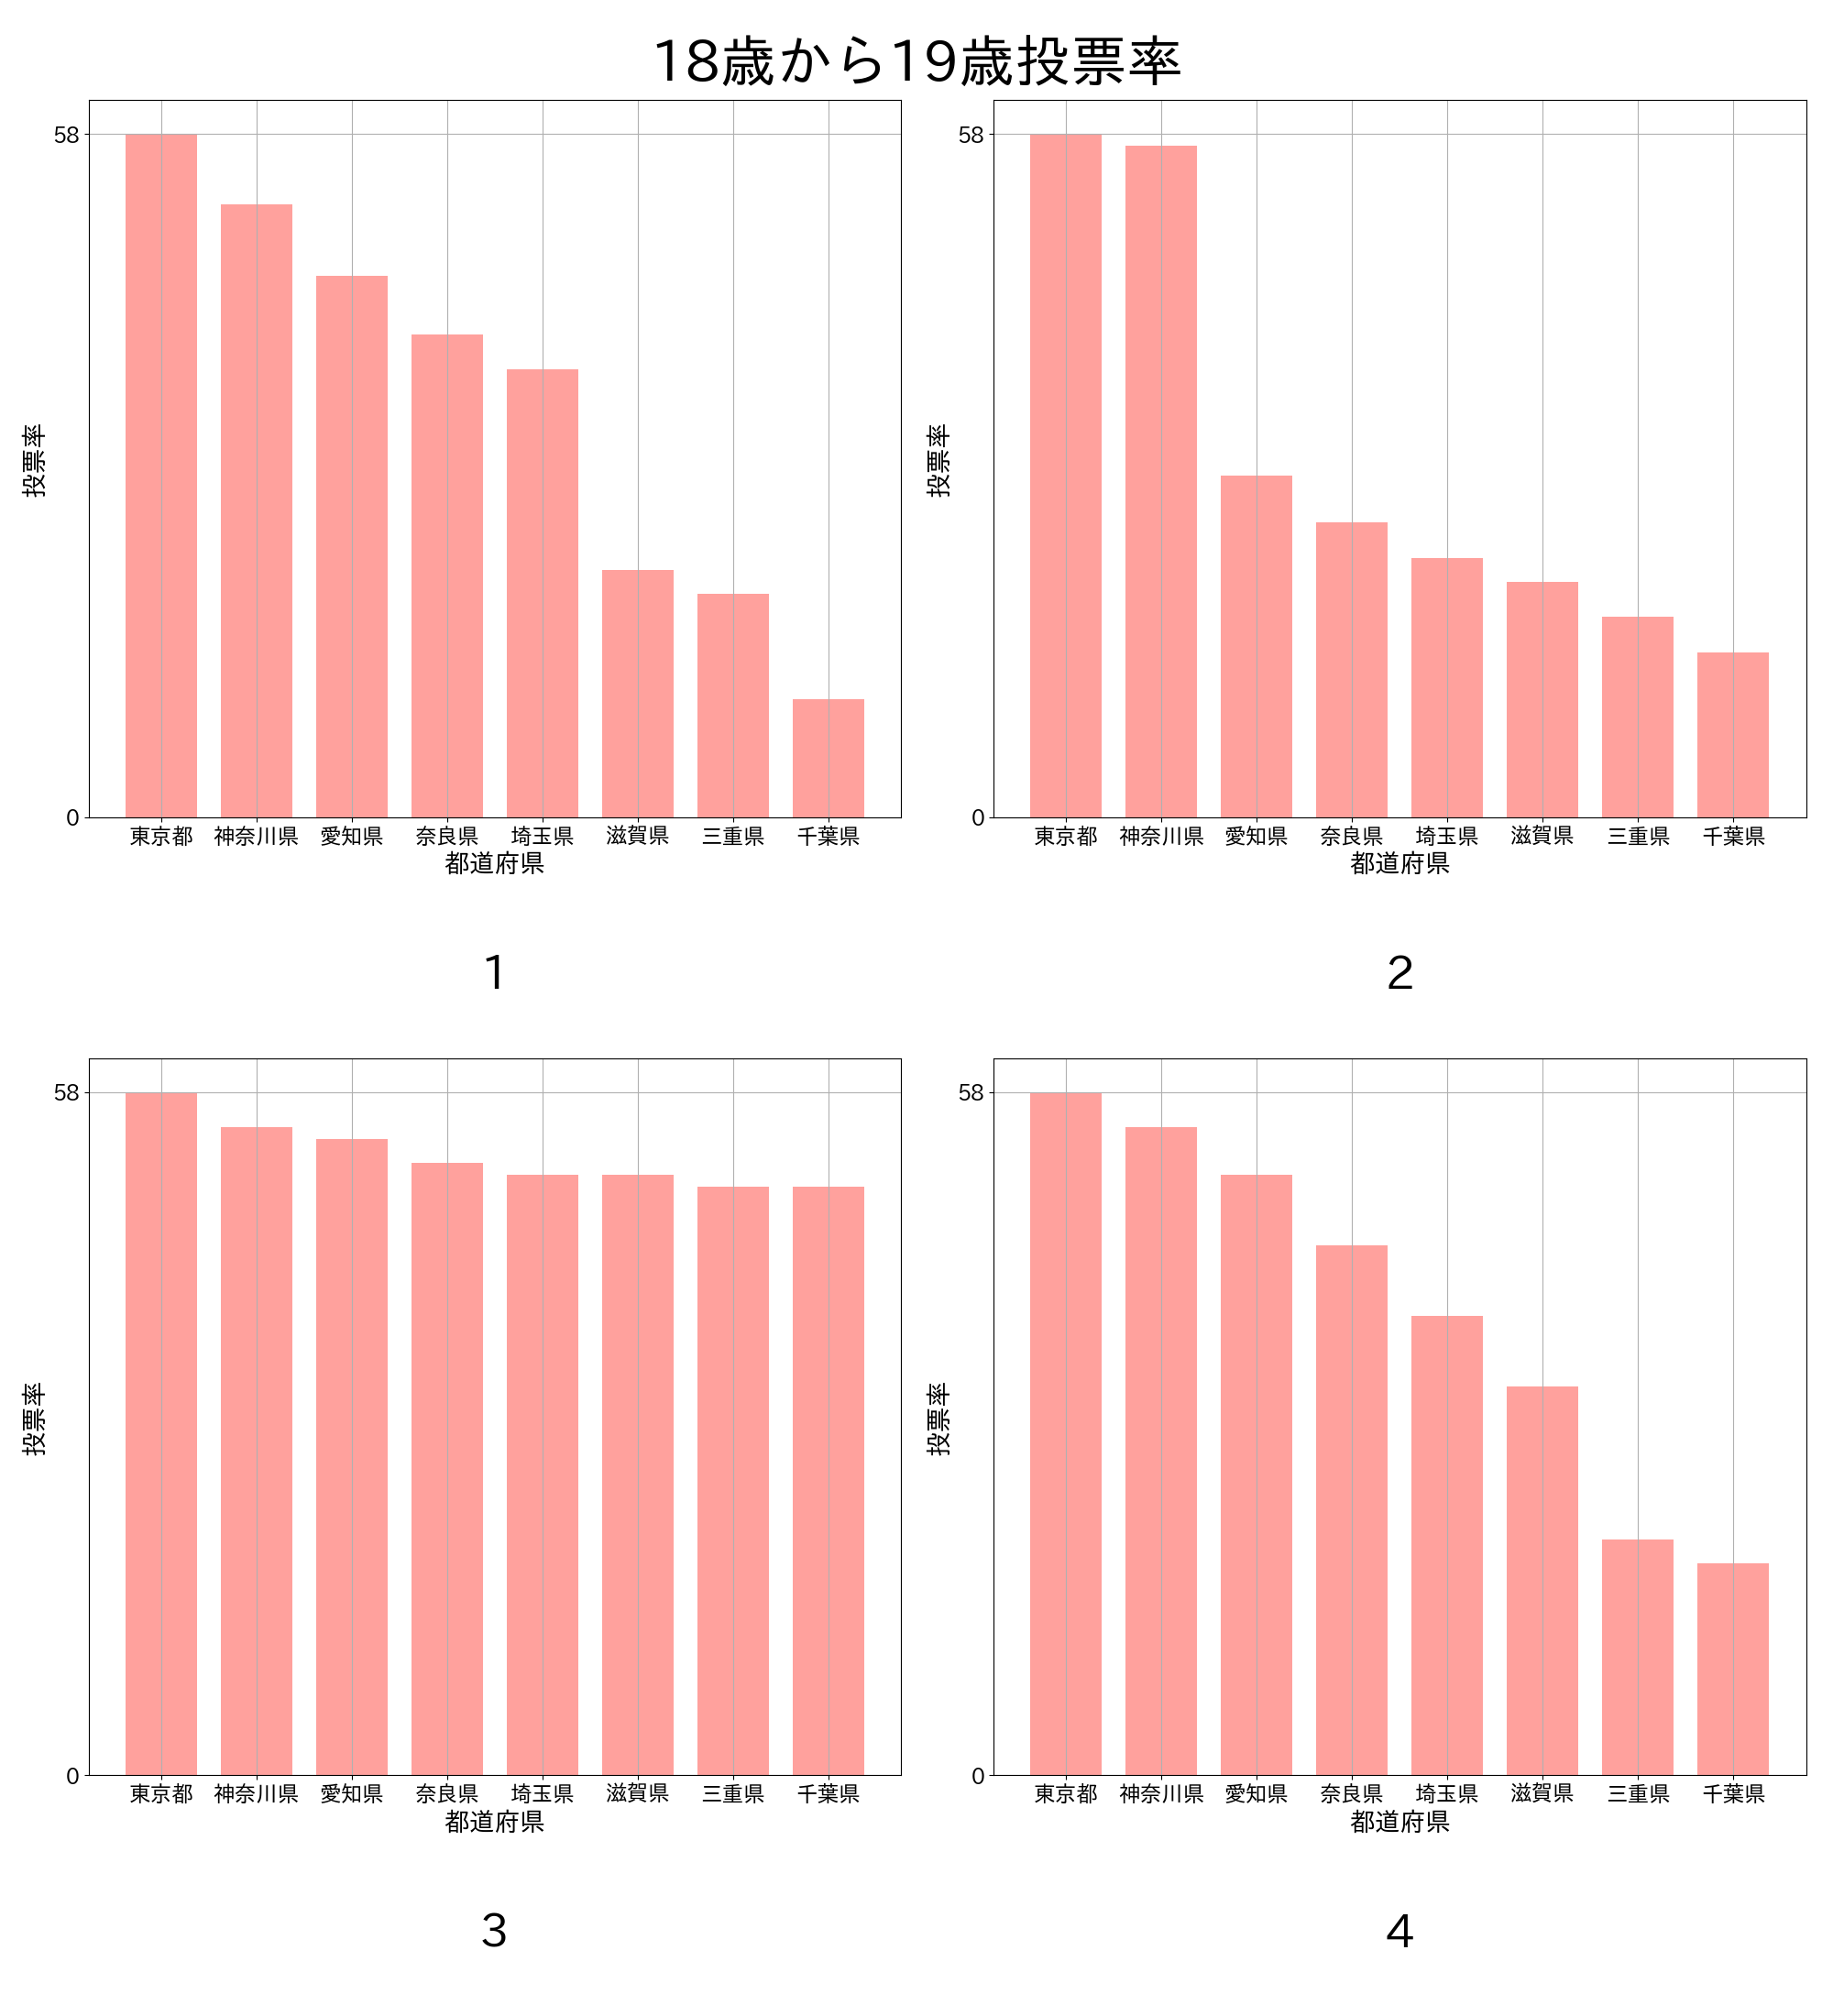 18歳から19歳投票率
58
0
投票率
東京都 神奈川県 愛知県 奈良県 埼玉県 滋賀県 三重県 千葉県
都道府県
1
58
0
投票率
東京都 神奈川県 愛知県 奈良県 埼玉県 滋賀県 三重県 千葉県
都道府県
2
58
0
投票率
東京都 神奈川県 愛知県 奈良県 埼玉県 滋賀県 三重県 千葉県
都道府県
3
58
0
投票率
東京都 神奈川県 愛知県 奈良県 埼玉県 滋賀県 三重県 千葉県
都道府県
4